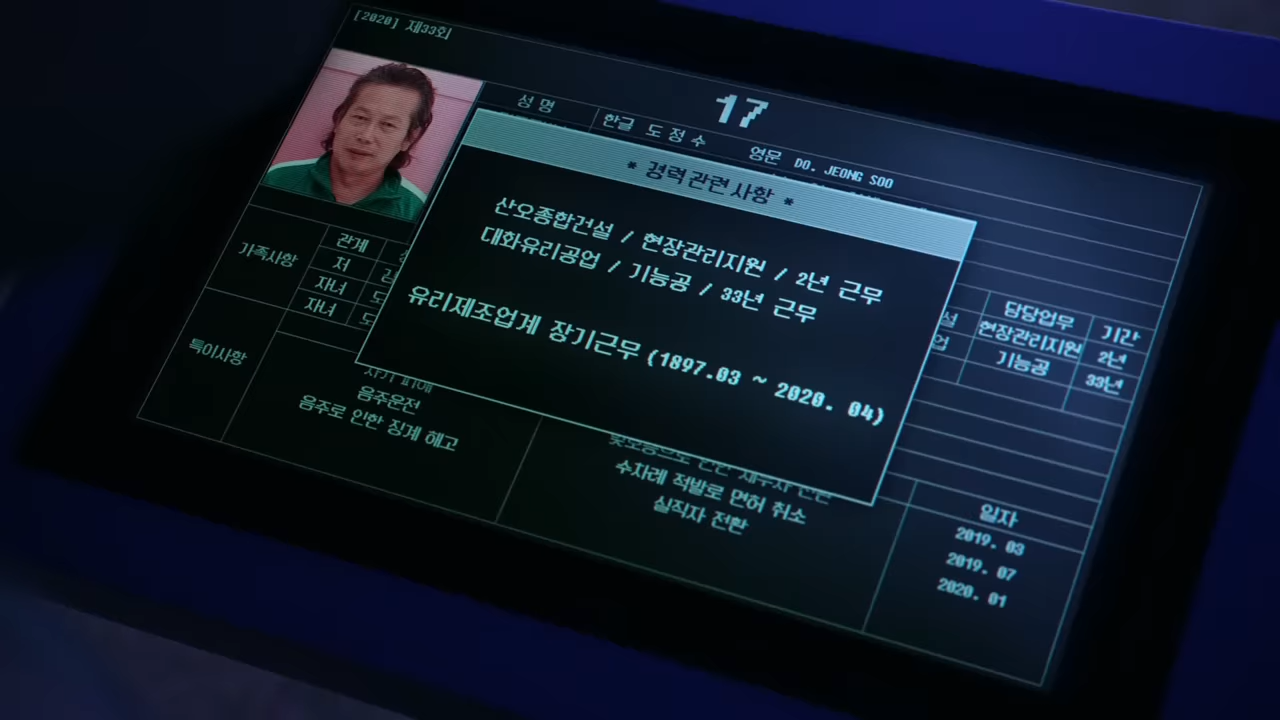 [2020] 제33회
17
성명 한글 도정수 영문 DO. JEONG SOO
* 경력관련사항 *
산오종합건설 / 현장관리지원 / 2년 근무
대화유리공업 / 기능공 / 33년 근무
유리제조업계 장기근무 (1897.03 ~ 2020. 04)
가족사항
관계
저
자녀
자녀
담당업무 기간
현장관리지원 2년
기능공 33년
특이사항
음주운전
음주로 인한 징계 해고
수차례 적발로 면허 취소
실직자 전환
일자
2019. 03
2019. 07
2020. 01